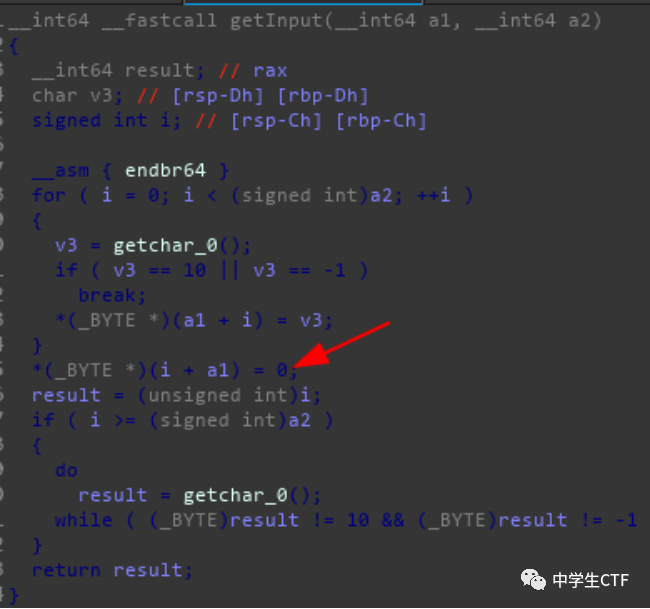 __int64 __fastcall getInput(__int64 a1, __int64 a2)
{
__int64 result; // rax
char v3; // [rsp-Dh] [rbp-Dh]
signed int i; // [rsp-Ch] [rbp-Ch]
__asm { endbr64 }
for ( i = 0; i < (signed int)a2; ++i )
{
v3 = getchar_0();
if ( v3 == 10 || v3 == -1 )
break;
*(_BYTE *)(a1 + i) = v3;
}
*(_BYTE *)(i + a1) = 0;
result = (unsigned int)i;
if ( i >= (signed int)a2 )
{
do
result = getchar_0();
while ( (_BYTE)result != 10 && (_BYTE)result != -1
}
return result;
}
中学生CTF